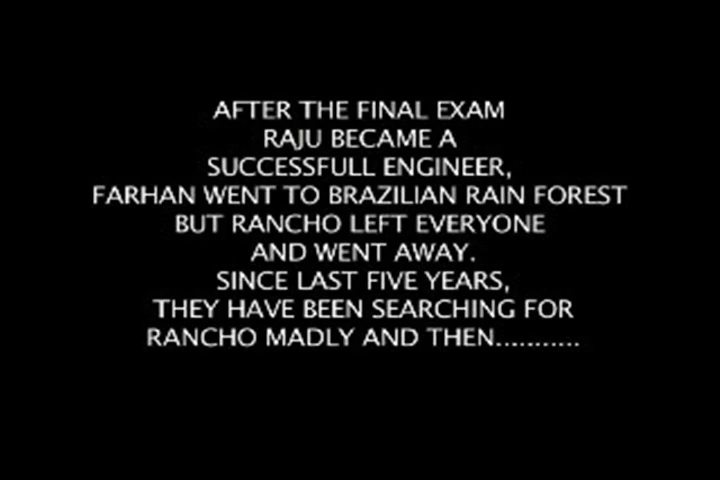 AFTER THE FINAL EXAM
RAJU BECAME A
SUCCESSFULL ENGINEER,
FARHAN WENT TO BRAZILIAN RAIN FOREST
BUT RANCHO LEFT EVERYONE
AND WENT AWAY.
SINCE LAST FIVE YEARS,
THEY HAVE BEEN SEARCHING FOR
RANCHO MADLY AND THEN...........